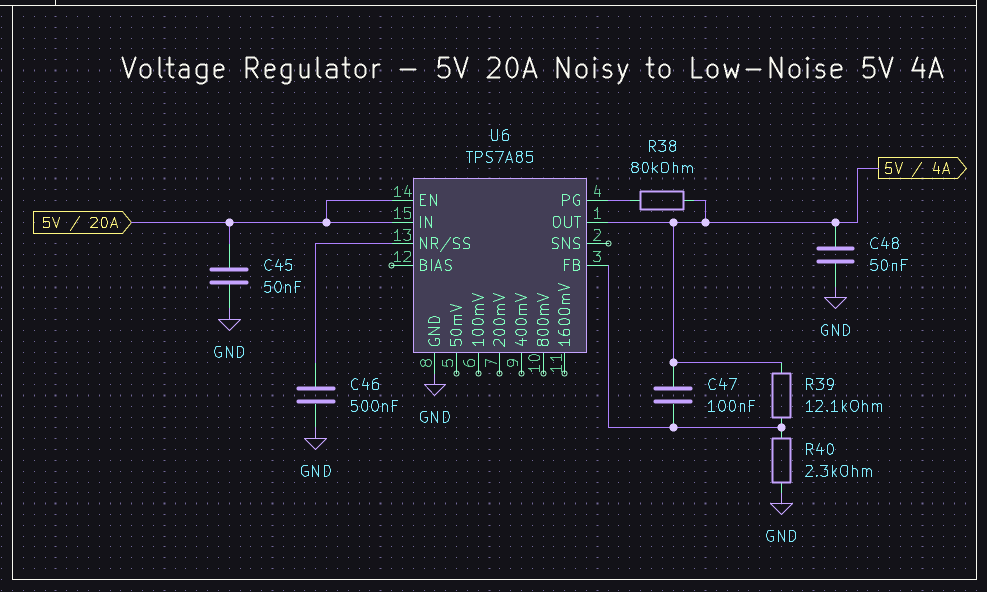 Voltage Regulator - 5V 20A Noisy to Low-Noise 5V 4A
U6
TPS7A85
R38
80kOhm
5V / 4A
5V / 20A
14
EN
15
IN
13
NR/SS
12
BIAS
PG
4
OUT
1
SNS
2
FB
3
GND
50mV
100mV
200mV
400mV
800mV
1600mV
8
5
6
7
9
10
11
GND
C45
50nF
GND
C46
500nF
GND
C48
50nF
GND
C47
100nF
R39
12.1kOhm
R40
2.3kOhm
GND